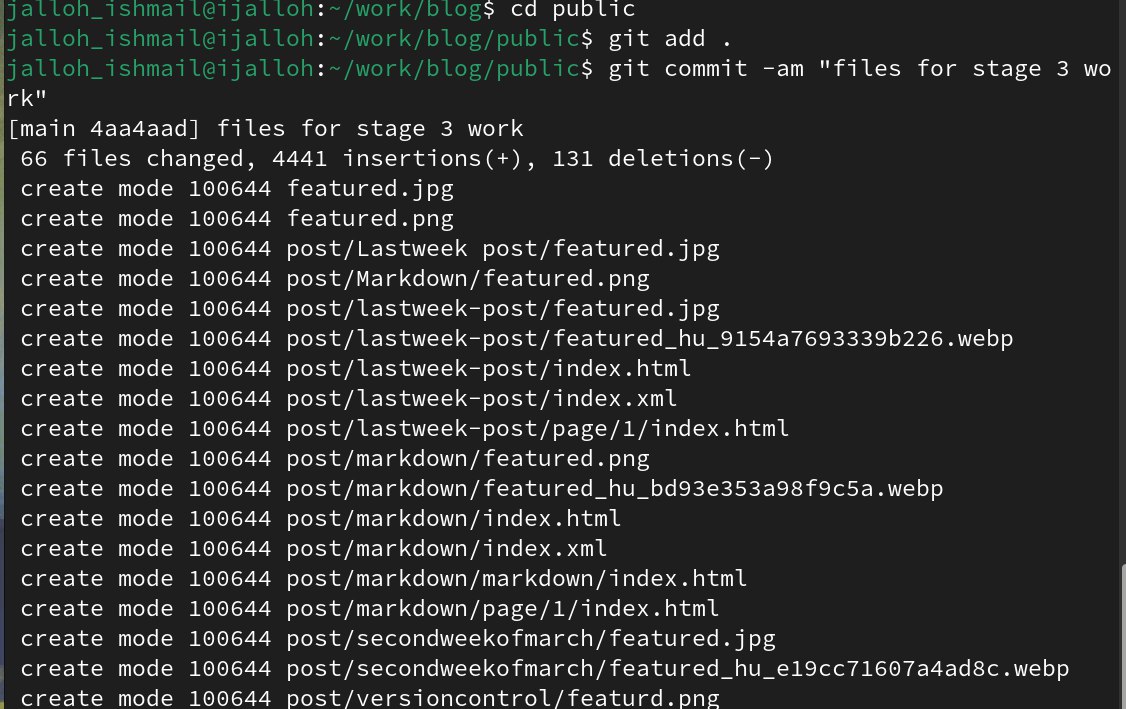 jalloh_ishmail@ijalloh:~/work/blog$ cd public
jalloh_ishmail@ijalloh:~/work/blog/public$ git add .
jalloh_ishmail@ijalloh:~/work/blog/public$ git commit -am "files for stage 3 wo
rk"
[main 4aa4aad] files for stage 3 work
 66 files changed, 4441 insertions(+), 131 deletions(-)
 create mode 100644 featured.jpg
 create mode 100644 featured.png
 create mode 100644 post/Lastweek post/featured.jpg
 create mode 100644 post/Markdown/featured.png
 create mode 100644 post/lastweek-post/featured.jpg
 create mode 100644 post/lastweek-post/featured_hu_9154a7693339b226.webp
 create mode 100644 post/lastweek-post/index.html
 create mode 100644 post/lastweek-post/index.xml
 create mode 100644 post/lastweek-post/page/1/index.html
 create mode 100644 post/markdown/featured.png
 create mode 100644 post/markdown/featured_hu_bd93e353a98f9c5a.webp
 create mode 100644 post/markdown/index.html
 create mode 100644 post/markdown/index.xml
 create mode 100644 post/markdown/markdown/index.html
 create mode 100644 post/markdown/page/1/index.html
 create mode 100644 post/secondweekofmarch/featured.jpg
 create mode 100644 post/secondweekofmarch/featured_hu_e19cc71607a4ad8c.webp
 create mode 100644 post/versioncontrol/featurd.png